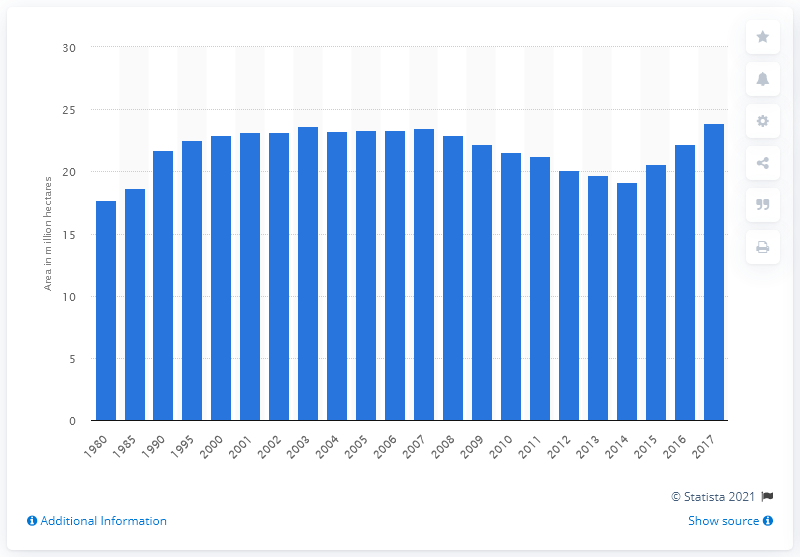 30
25
20
15
10
5
0
Area in million hectares
1980 1985 1990 1995 2000 2001 2002 2003 2004 2005 2006 2007 2008 2009 2010 2011 2012 2013 2014 2015 2016 2017
© Statista 2021
Additional Information
Show source